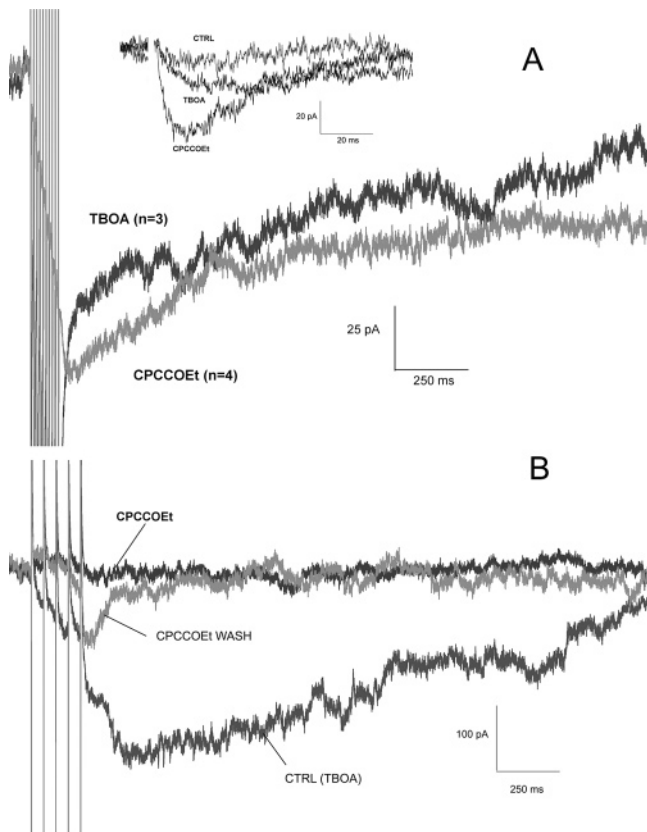 CTRL
A
TBOA
20 pA
20 ms
CPCCOEt
TBOA (n=3)
25 pA
250 ms
CPCCOEt (n=4)
B
CPCCOEt
CPCCOEt WASH
100 pA
CTRL (TBOA)
250 ms